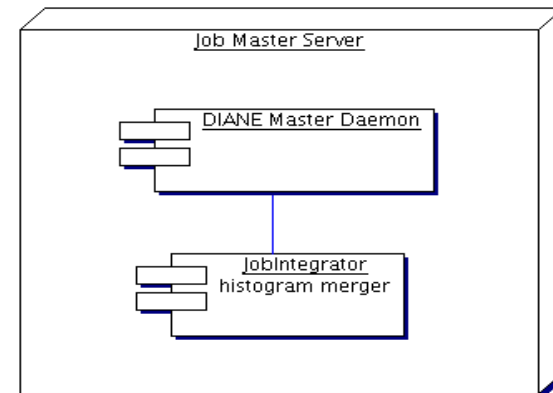 Job Master Server
DIANE Master Daemon
JobIntegrator
histogram merger